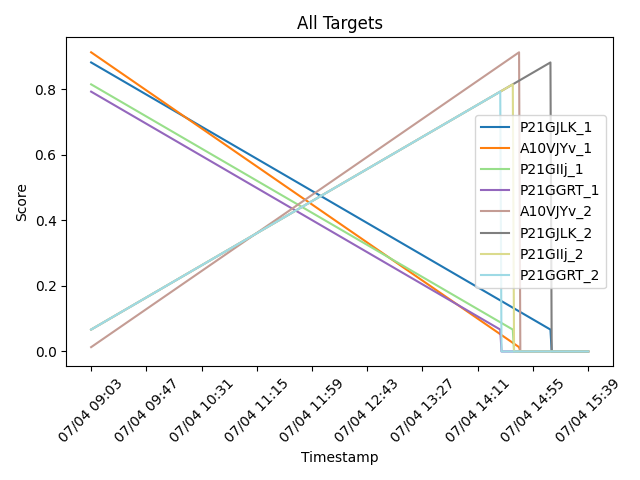 All Targets
Score
0.8
0.6
0.4
0.2
0.0
P21GJLK_1
A10VJYv_1
P21GIIj_1
P21GGRT_1
A10VJYv_2
P21GJLK_2
P21GIIj_2
P21GGRT_2
07/04 09:03
07/04 09:47
07/04 10:31
07/04 11:15
07/04 11:59
07/04 12:43
07/04 13:27
07/04 14:11
07/04 14:55
07/04 15:39
Timestamp